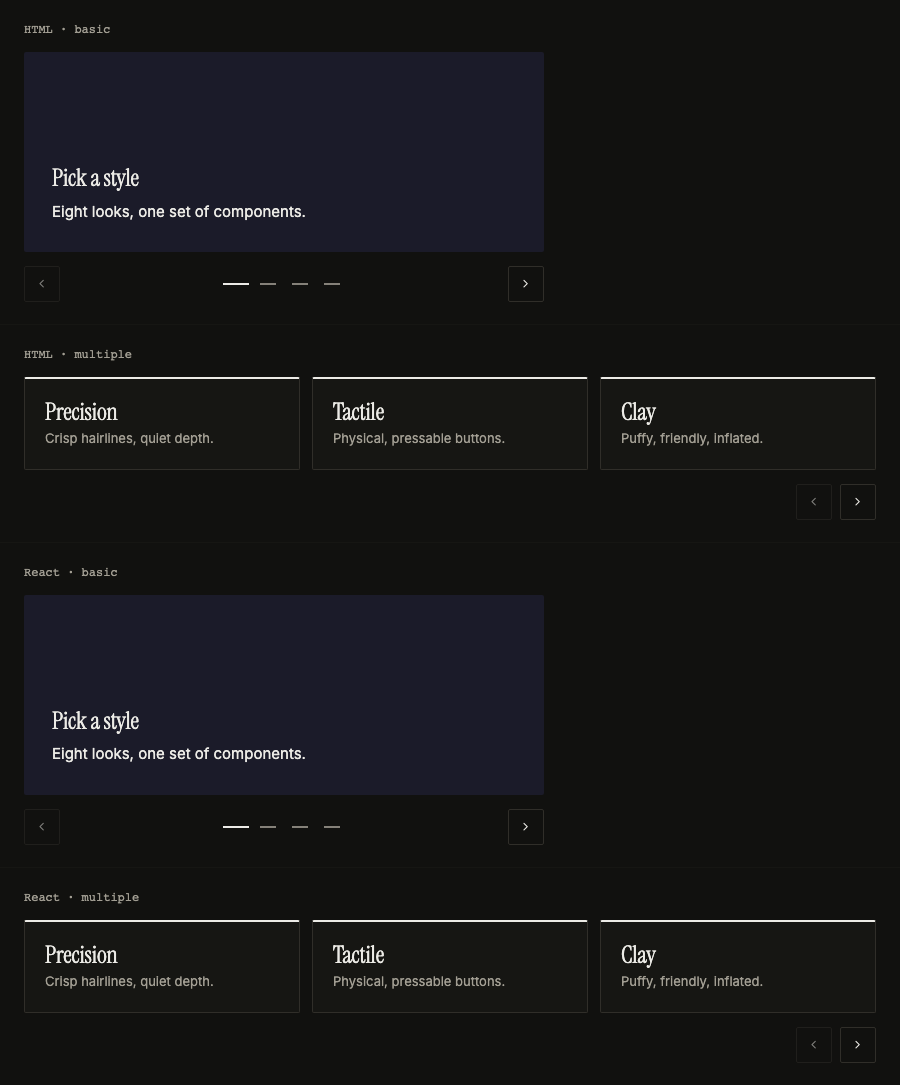 HTML · basic
Pick a style
Eight looks, one set of components.
HTML · multiple
Precision
Crisp hairlines, quiet depth.
Tactile
Physical, pressable buttons.
Clay
Puffy, friendly, inflated.
React · basic
Pick a style
Eight looks, one set of components.
React · multiple
Precision
Crisp hairlines, quiet depth.
Tactile
Physical, pressable buttons.
Clay
Puffy, friendly, inflated.